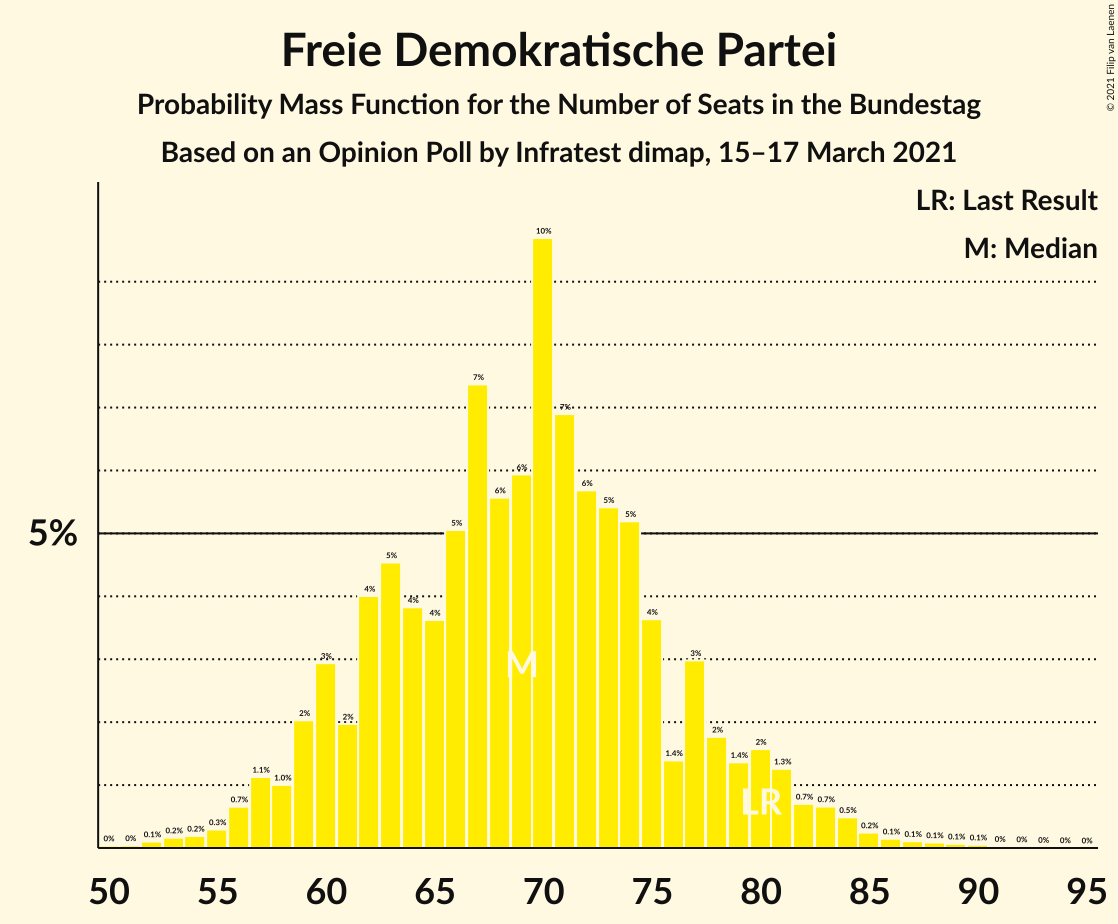 © 2021 Filip van Laenen
Freie Demokratische Partei
Probability Mass Function for the Number of Seats in the Bundestag
Based on an Opinion Poll by Infratest dimap, 15–17 March 2021
LR: Last Result
M: Median
5%
0% 0% 0.1% 0.2% 0.2% 0.3% 0.7% 1.1% 1.0% 2% 3% 2% 4% 5% 4% 4% 5% 7% 6% 6% 10% 7% 6% 5% 5% 4% 1.4% 3% 2% 1.4% 2% 1.3% 0.7% 0.7% 0.5% 0.2% 0.1% 0.1% 0.1% 0.1% 0.1% 0% 0% 0% 0% 0%
M
LR
50 55 60 65 70 75 80 85 90 95